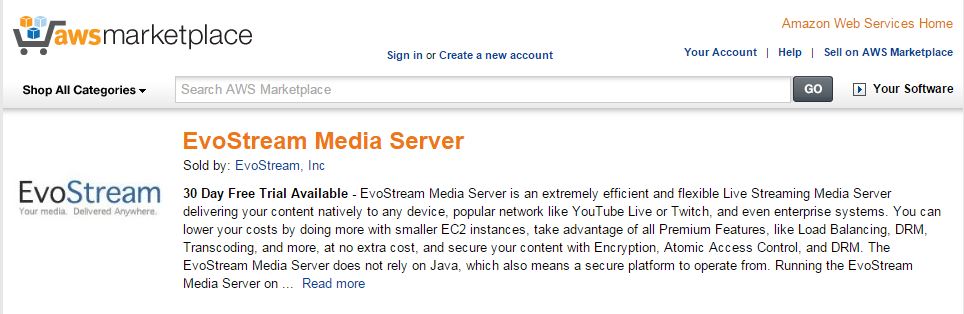 awsmarketplace
Amazon Web Services Home
Sign in or Create a new account
Your Account | Help | Sell on AWS Marketplace
Shop All Categories
Search AWS Marketplace
GO
Your Software
EvoStream Media Server
Sold by: EvoStream, Inc
EvoStream
Your media. Delivered Anywhere.
30 Day Free Trial Available - EvoStream Media Server is an extremely efficient and flexible Live Streaming Media Server
delivering your content natively to any device, popular network like YouTube Live or Twitch, and even enterprise systems. You can
lower your costs by doing more with smaller EC2 instances, take advantage of all Premium Features, like Load Balancing, DRM,
Transcoding, and more, at no extra cost, and secure your content with Encryption, Atomic Access Control, and DRM. The
EvoStream Media Server does not rely on Java, which also means a secure platform to operate from. Running the EvoStream
Media Server on ... Read more